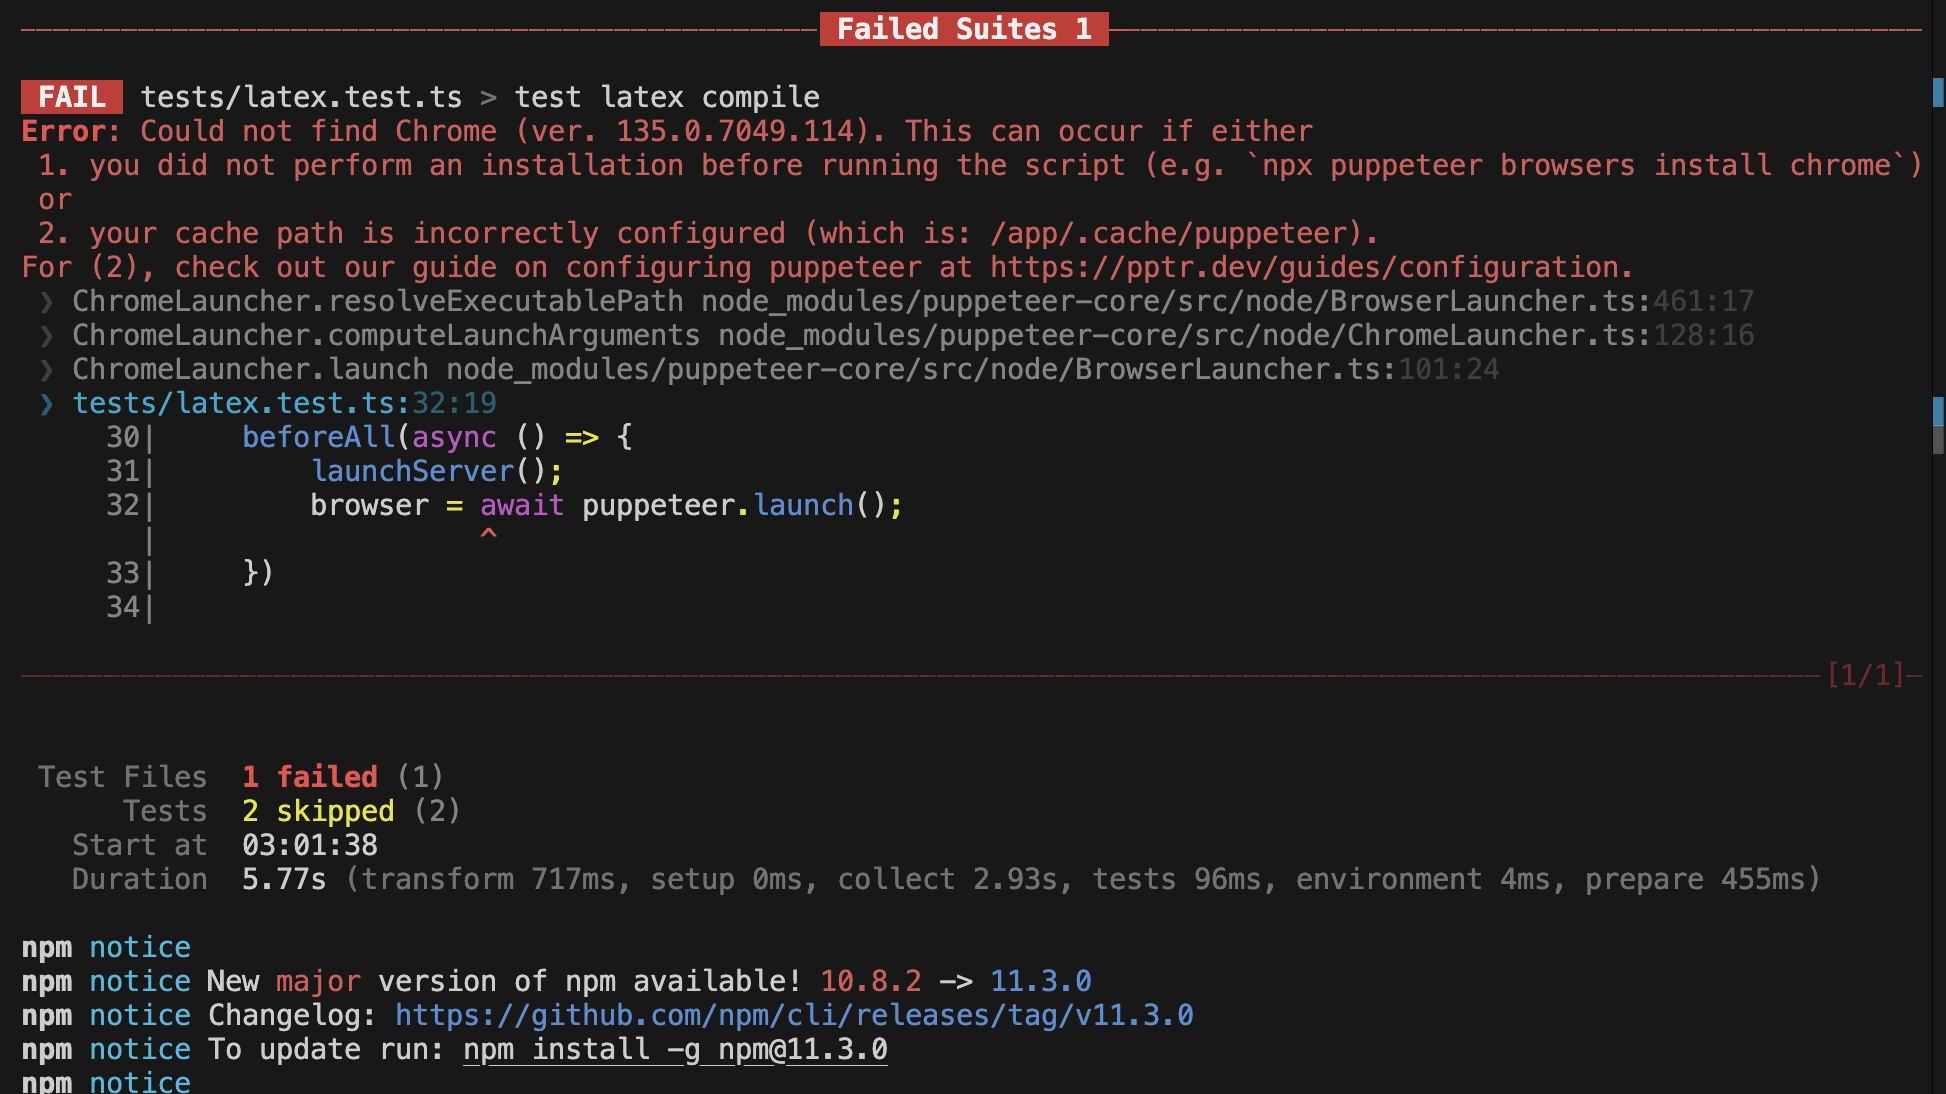 Failed Suites 1
FAIL tests/latex.test.ts > test latex compile
Error: Could not find Chrome (ver. 135.0.7049.114). This can occur if either
1. you did not perform an installation before running the script (e.g. `npx puppeteer browsers install chrome`)
or
2. your cache path is incorrectly configured (which is: /app/.cache/puppeteer).
For (2), check out our guide on configuring puppeteer at https://pptr.dev/guides/configuration.
❯ ChromeLauncher.resolveExecutablePath node_modules/puppeteer-core/src/node/BrowserLauncher.ts:461:17
❯ ChromeLauncher.computeLaunchArguments node_modules/puppeteer-core/src/node/ChromeLauncher.ts:128:16
❯ ChromeLauncher.launch node_modules/puppeteer-core/src/node/BrowserLauncher.ts:101:24
❯ tests/latex.test.ts:32:19
30|     beforeAll(async () => {
31|         launchServer();
32|         browser = await puppeteer.launch();
|                   ^
33|     })
34|
[1/1]
Test Files  1 failed (1)
Tests  2 skipped (2)
Start at  03:01:38
Duration  5.77s (transform 717ms, setup 0ms, collect 2.93s, tests 96ms, environment 4ms, prepare 455ms)
npm notice
npm notice New major version of npm available! 10.8.2 -> 11.3.0
npm notice Changelog: https://github.com/npm/cli/releases/tag/v11.3.0
npm notice To update run: npm install -g npm@11.3.0
npm notice